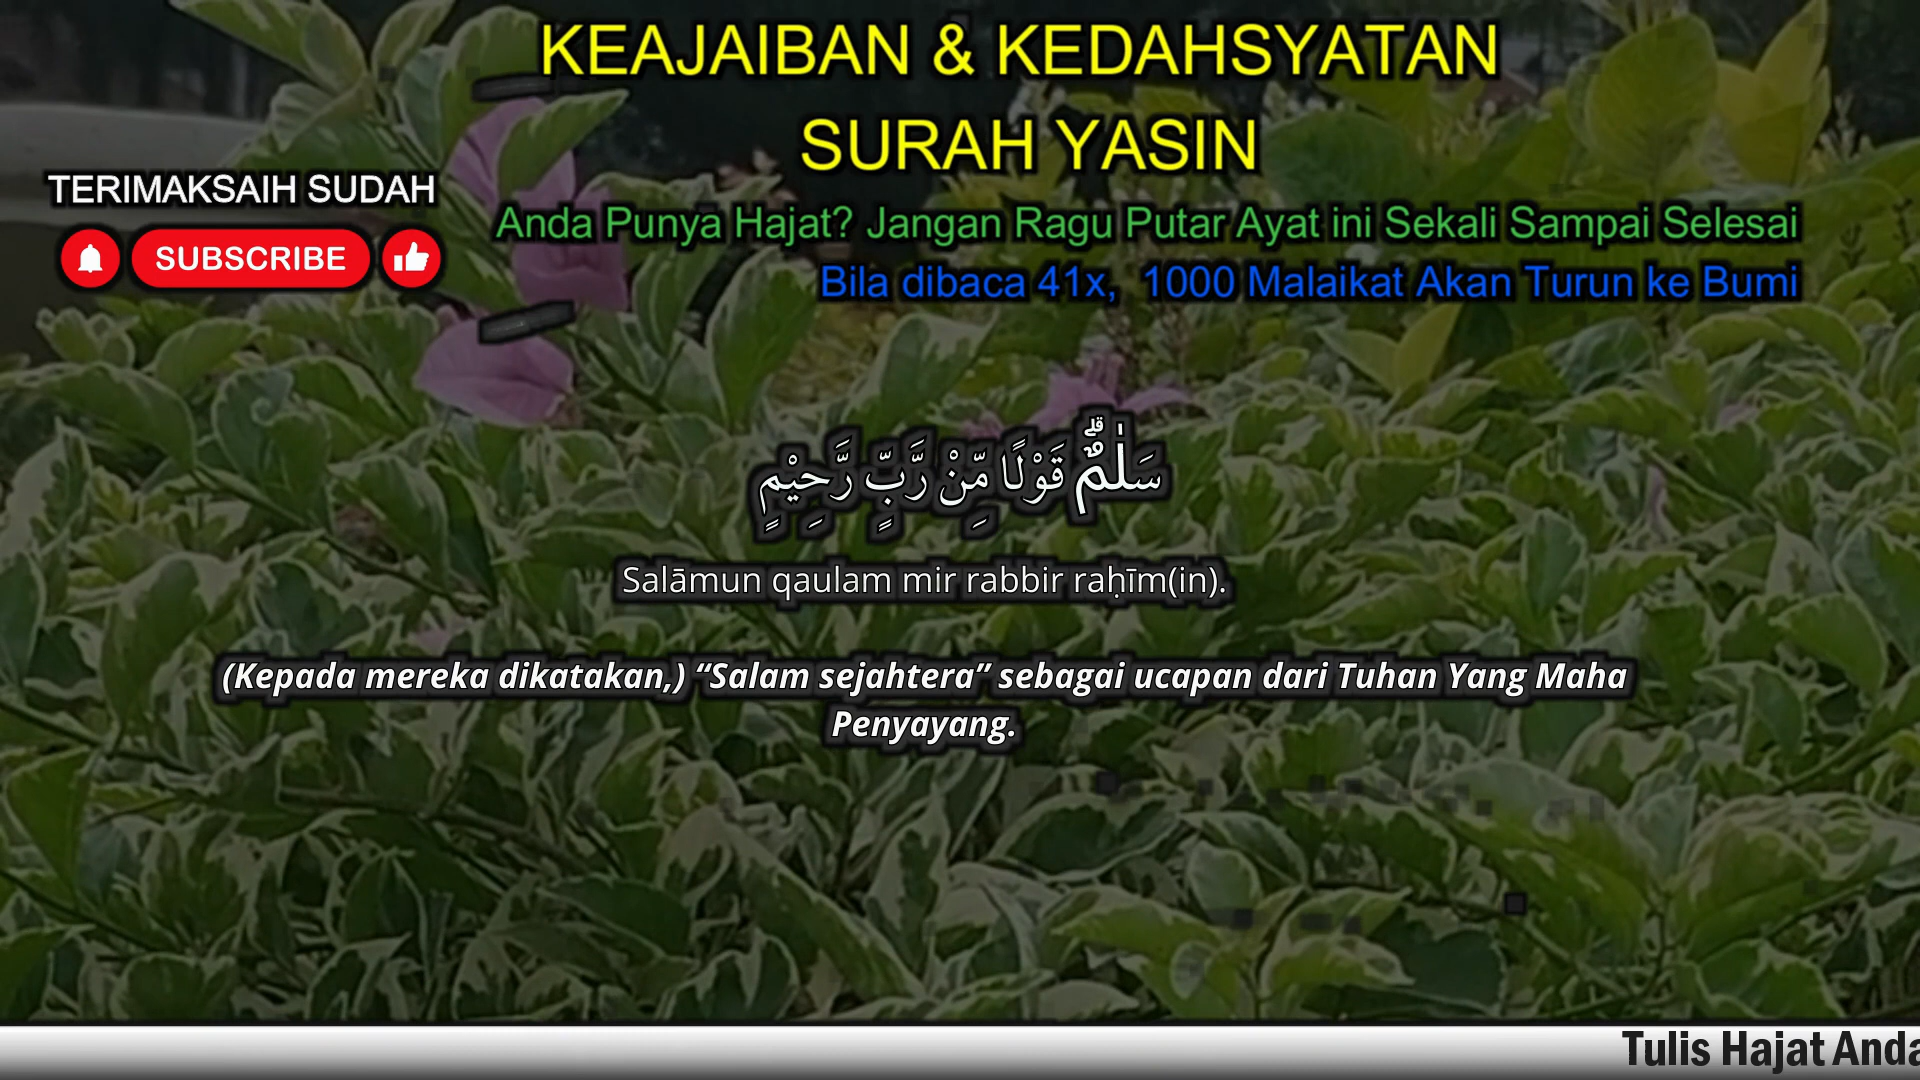 KEAJAIBAN & KEDAHSYATAN
SURAH YASIN
TERIMAKSAIH SUDAH
SUBSCRIBE
Anda Punya Hajat? Jangan Ragu Putar Ayat ini Sekali Sampai Selesai
Bila dibaca 41x, 1000 Malaikat Akan Turun ke Bumi
سَلٰمٌۗ قَوْلًا مِّنْ رَّبٍّ رَّحِيْمٍ
Salāmun qaulam mir rabbir raḥīm(in).
(Kepada mereka dikatakan,) “Salam sejahtera” sebagai ucapan dari Tuhan Yang Maha
Penyayang.
Tulis Hajat Anda